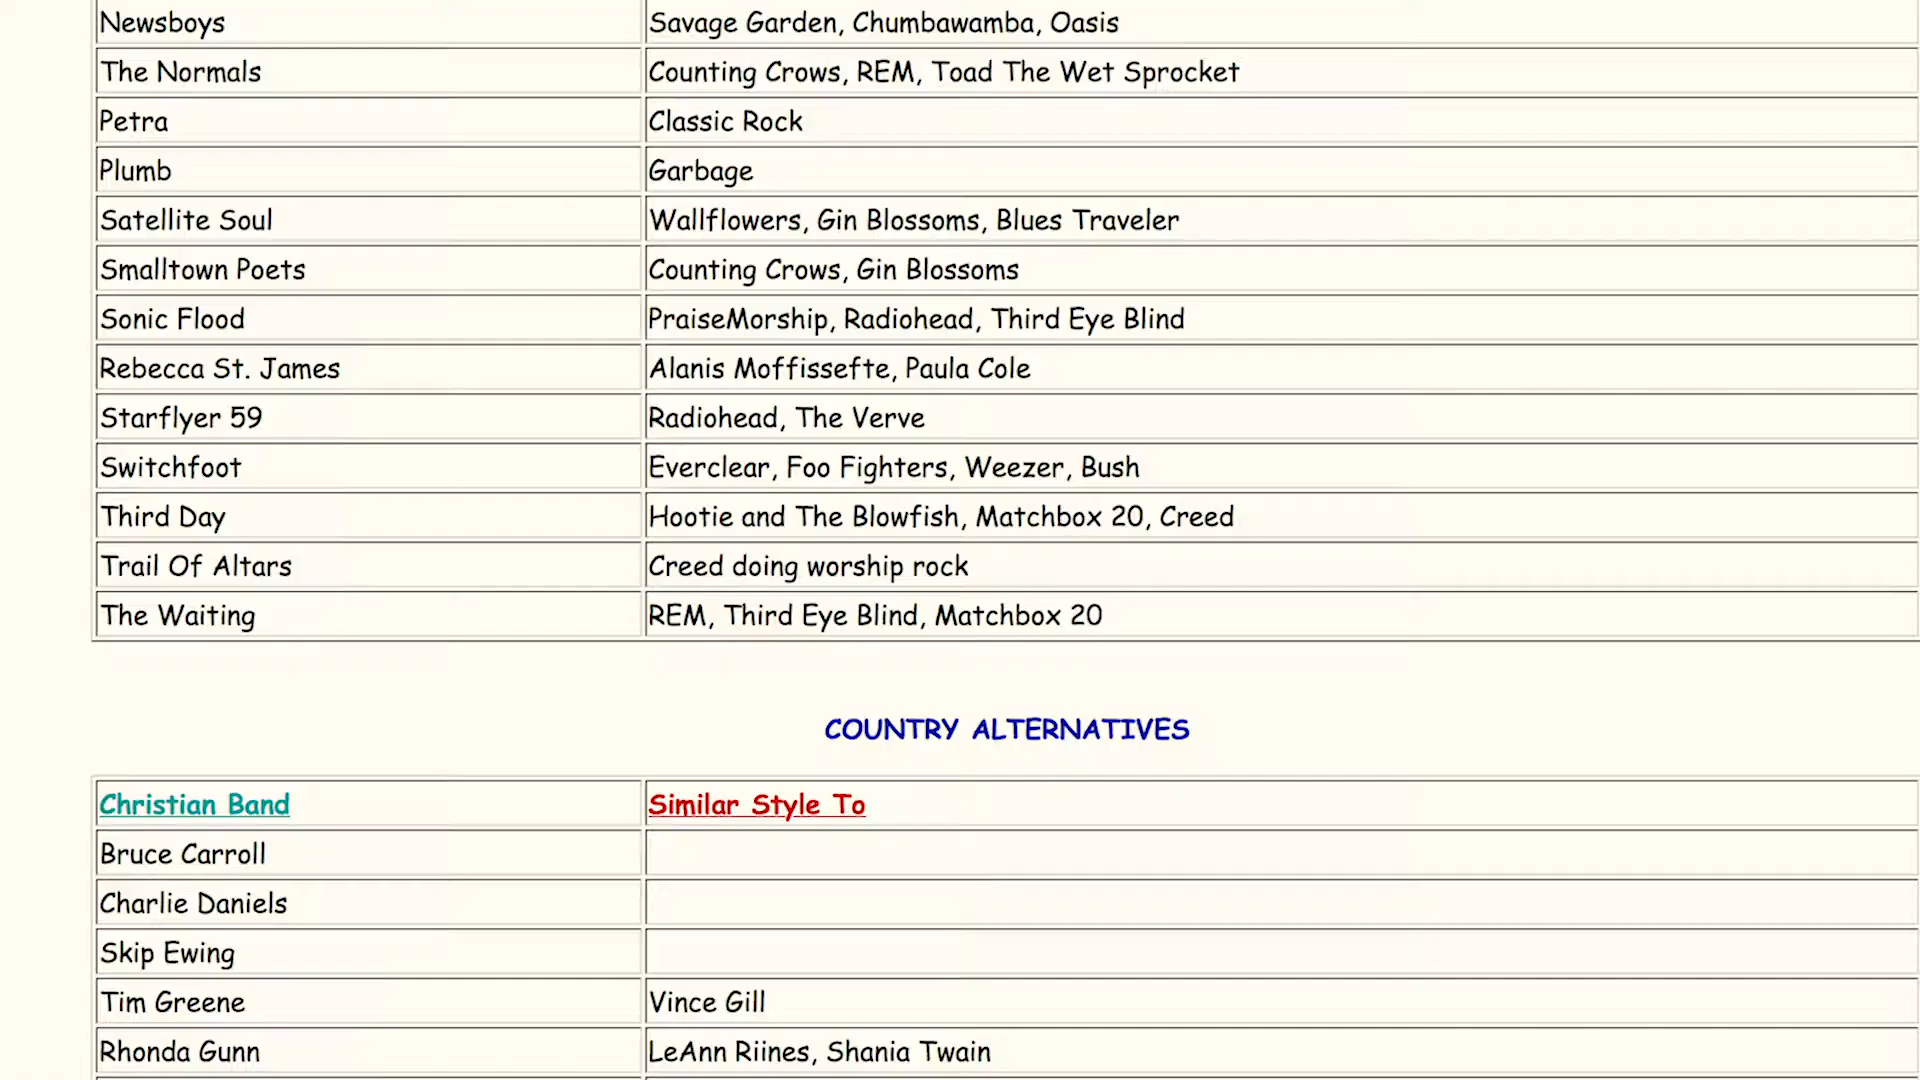 Newsboys Savage Garden, Chumbawamba, Oasis
The Normals Counting Crows, REM, Toad The Wet Sprocket
Petra Classic Rock
Plumb Garbage
Satellite Soul Wallflowers, Gin Blossoms, Blues Traveler
Smalltown Poets Counting Crows, Gin Blossoms
Sonic Flood PraiseMorship, Radiohead, Third Eye Blind
Rebecca St. James Alanis Moffissefte, Paula Cole
Starflyer 59 Radiohead, The Verve
Switchfoot Everclear, Foo Fighters, Weezer, Bush
Third Day Hootie and The Blowfish, Matchbox 20, Creed
Trail Of Altars Creed doing worship rock
The Waiting REM, Third Eye Blind, Matchbox 20
COUNTRY ALTERNATIVES
Christian Band Similar Style To
Bruce Carroll
Charlie Daniels
Skip Ewing
Tim Greene Vince Gill
Rhonda Gunn LeAnn Riines, Shania Twain